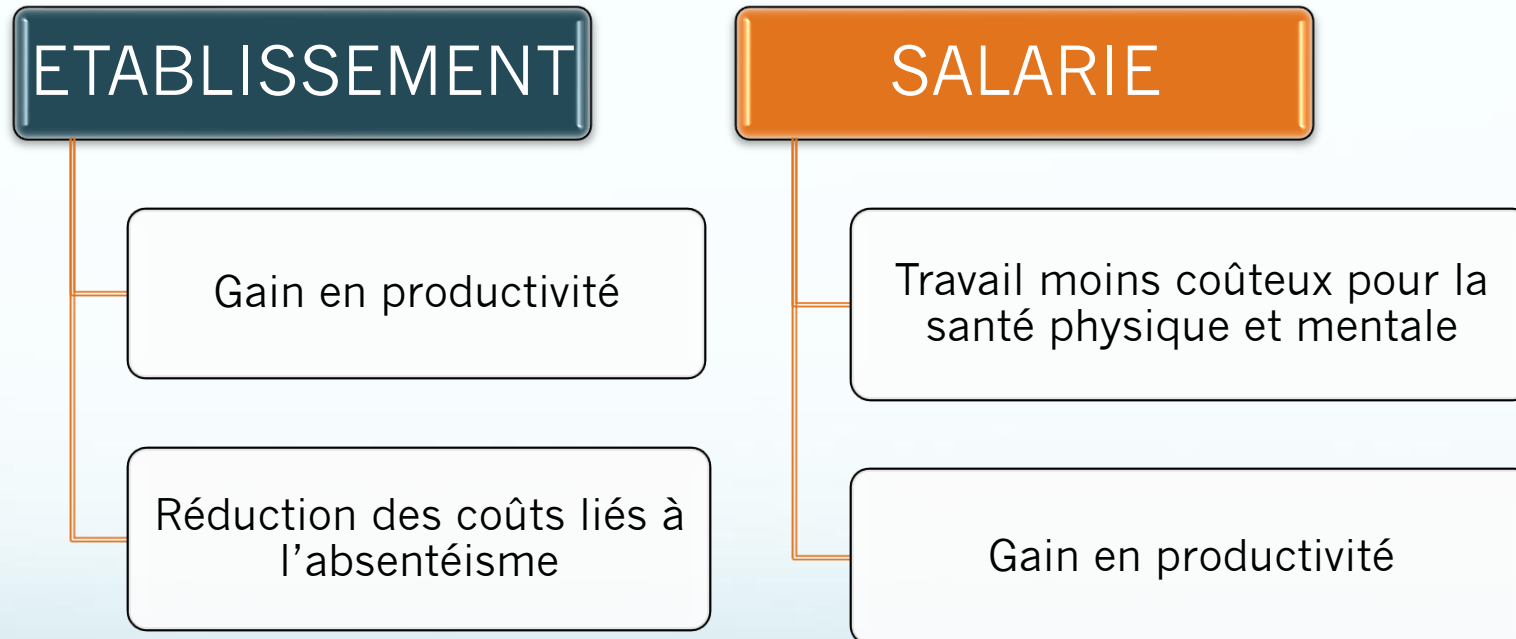 ETABLISSEMENT
Gain en productivité
Réduction des coûts liés à
l’absentéisme
SALARIE
Travail moins coûteux pour la
santé physique et mentale
Gain en productivité